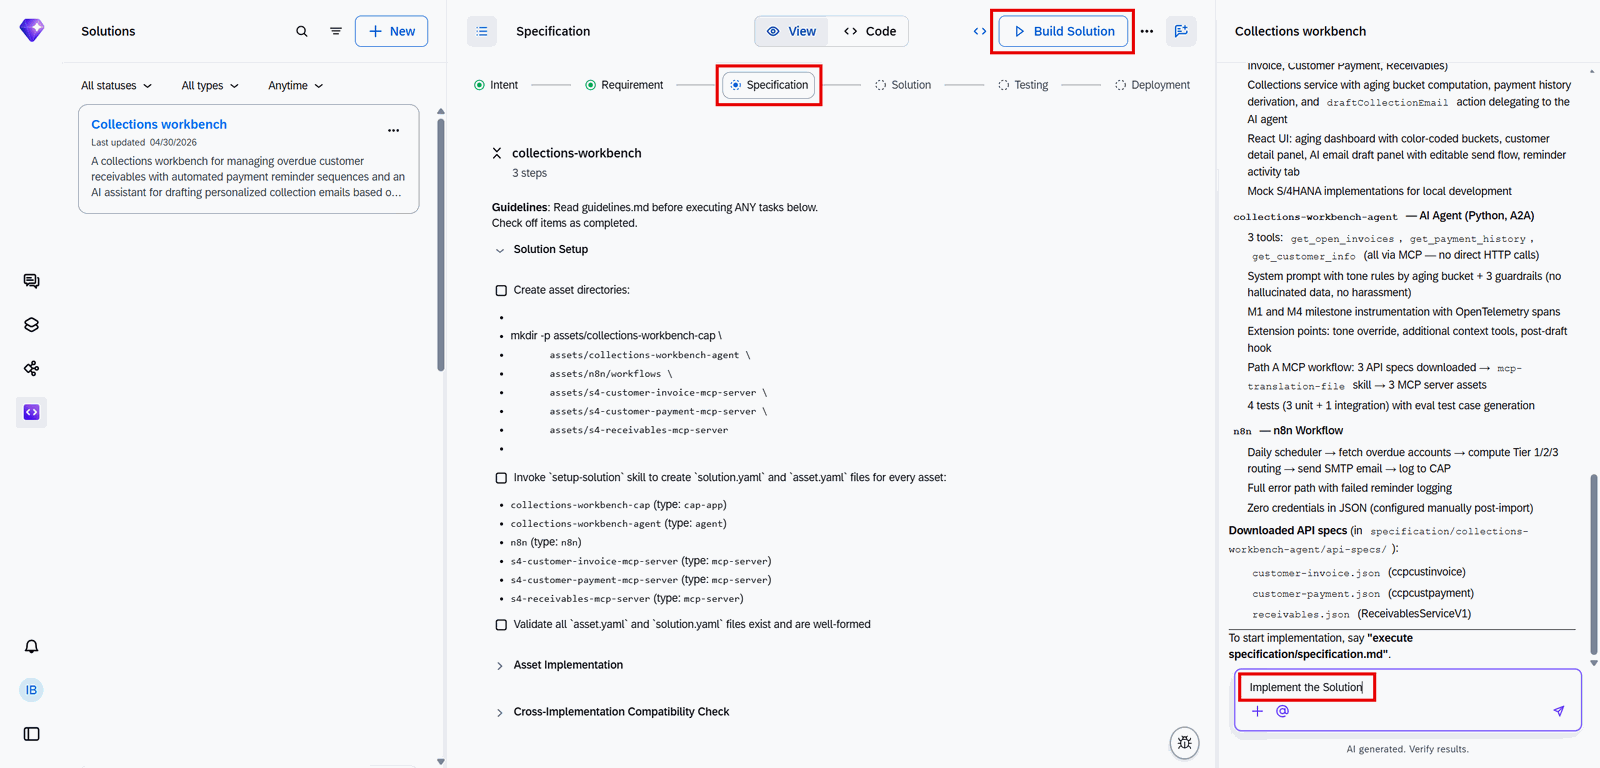 Solutions
New
All statuses
All types
Anytime
Collections workbench
Last updated 04/30/2026
A collections workbench for managing overdue customer
receivables with automated payment reminder sequences and an
AI assistant for drafting personalized collection emails based o...
IB
Specification
View
Code
Build Solution
Intent
Requirement
Specification
Solution
Testing
Deployment
collections-workbench
3 steps
Guidelines: Read guidelines.md before executing ANY tasks below.
Check off items as completed.
Solution Setup
Create asset directories:
mkdir -p assets/collections-workbench-cap \
assets/collections-workbench-agent \
assets/n8n/workflows \
assets/s4-customer-invoice-mcp-server \
assets/s4-customer-payment-mcp-server \
assets/s4-receivables-mcp-server
Invoke `setup-solution` skill to create `solution.yaml` and `asset.yaml` files for every asset:
collections-workbench-cap (type: cap-app)
collections-workbench-agent (type: agent)
n8n (type: n8n)
s4-customer-invoice-mcp-server (type: mcp-server)
s4-customer-payment-mcp-server (type: mcp-server)
s4-receivables-mcp-server (type: mcp-server)
Validate all `asset.yaml` and `solution.yaml` files exist and are well-formed
Asset Implementation
Cross-Implementation Compatibility Check
Collections workbench
Invoice, Customer Payment, Receivables)
Collections service with aging bucket computation, payment history
derivation, and draftCollectionEmail action delegating to the
AI agent
React UI: aging dashboard with color-coded buckets, customer
detail panel, AI email draft panel with editable send flow, reminder
activity tab
Mock S/4HANA implementations for local development
collections-workbench-agent — AI Agent (Python, A2A)
3 tools: get_open_invoices , get_payment_history ,
get_customer_info (all via MCP — no direct HTTP calls)
System prompt with tone rules by aging bucket + 3 guardrails (no
hallucinated data, no harassment)
M1 and M4 milestone instrumentation with OpenTelemetry spans
Extension points: tone override, additional context tools, post-draft
hook
Path A MCP workflow: 3 API specs downloaded → mcp-
translation-file skill → 3 MCP server assets
4 tests (3 unit + 1 integration) with eval test case generation
n8n — n8n Workflow
Daily scheduler → fetch overdue accounts → compute Tier 1/2/3
routing → send SMTP email → log to CAP
Full error path with failed reminder logging
Zero credentials in JSON (configured manually post-import)
Downloaded API specs (in specification/collections-
workbench-agent/api-specs/ ):
customer-invoice.json (ccpcustinvoice)
customer-payment.json (ccpcustpayment)
receivables.json (ReceivablesServiceV1)
To start implementation, say "execute
specification/specification.md".
Implement the Solution
AI generated. Verify results.